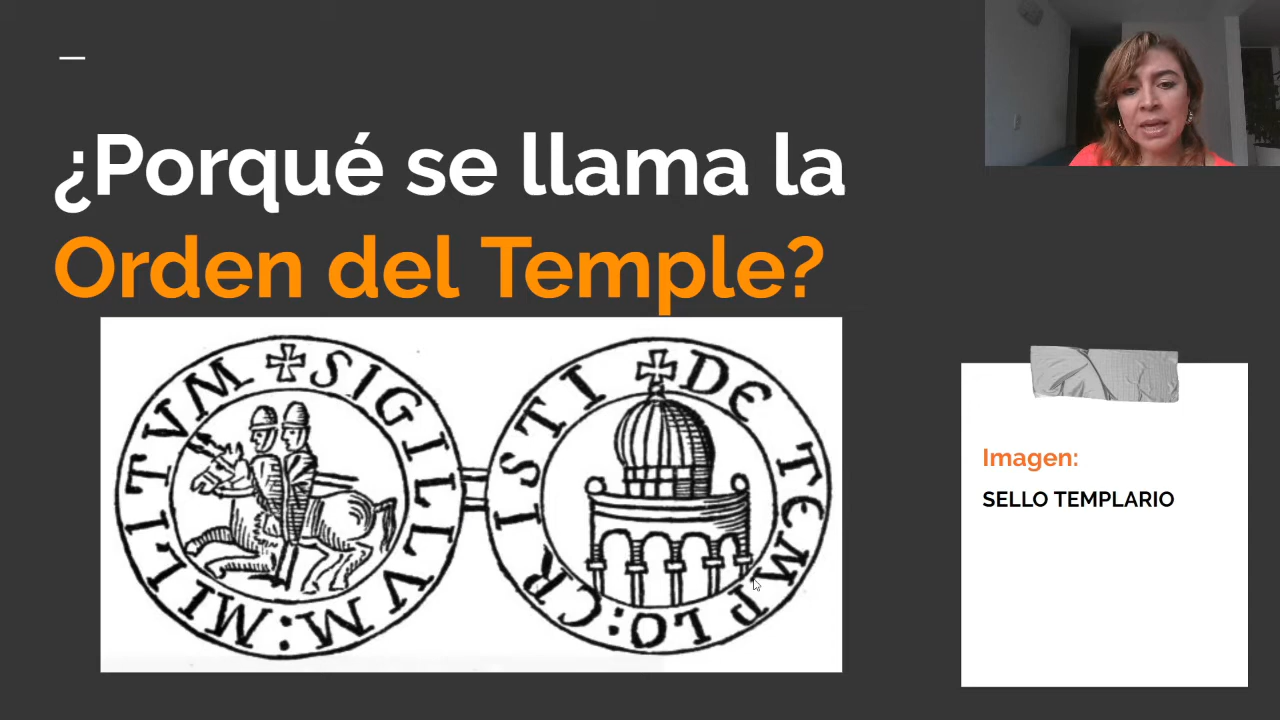 ¿Porqué se llama la
Orden del Temple?
SIGILLVM: MILITVM
DE TEMPLO: CRISTI
Imagen:
SELLO TEMPLARIO